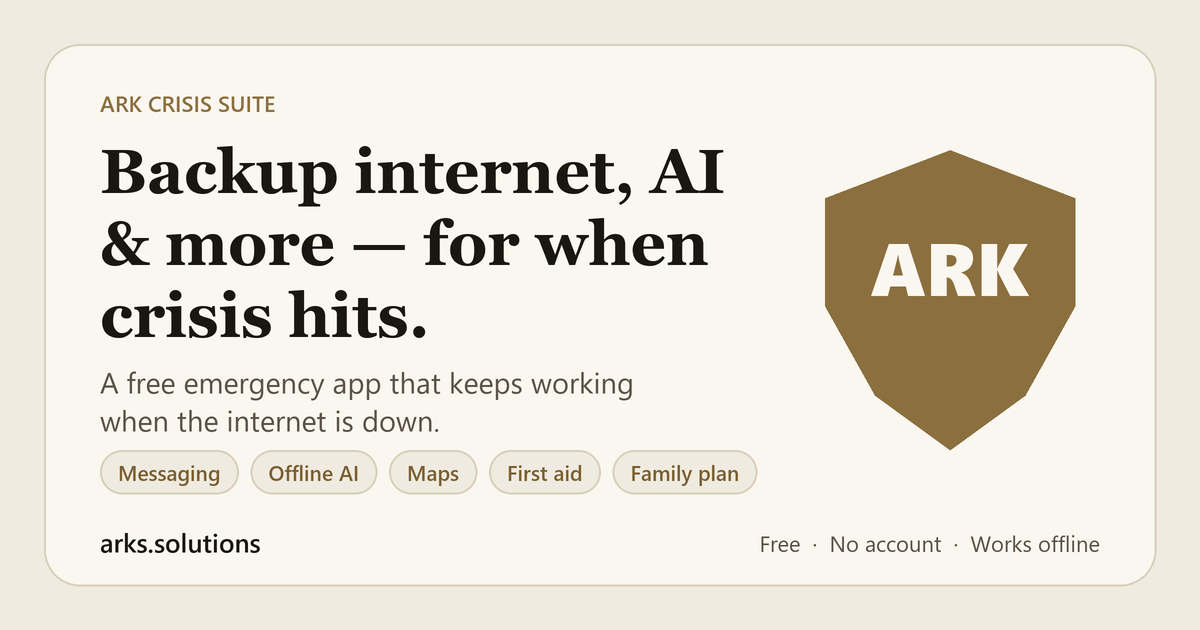 ARK CRISIS SUITE
Backup internet, AI
& more — for when
crisis hits.
A free emergency app that keeps working
when the internet is down.
Messaging Offline AI Maps First aid Family plan
arks.solutions
Free · No account · Works offline
ARK